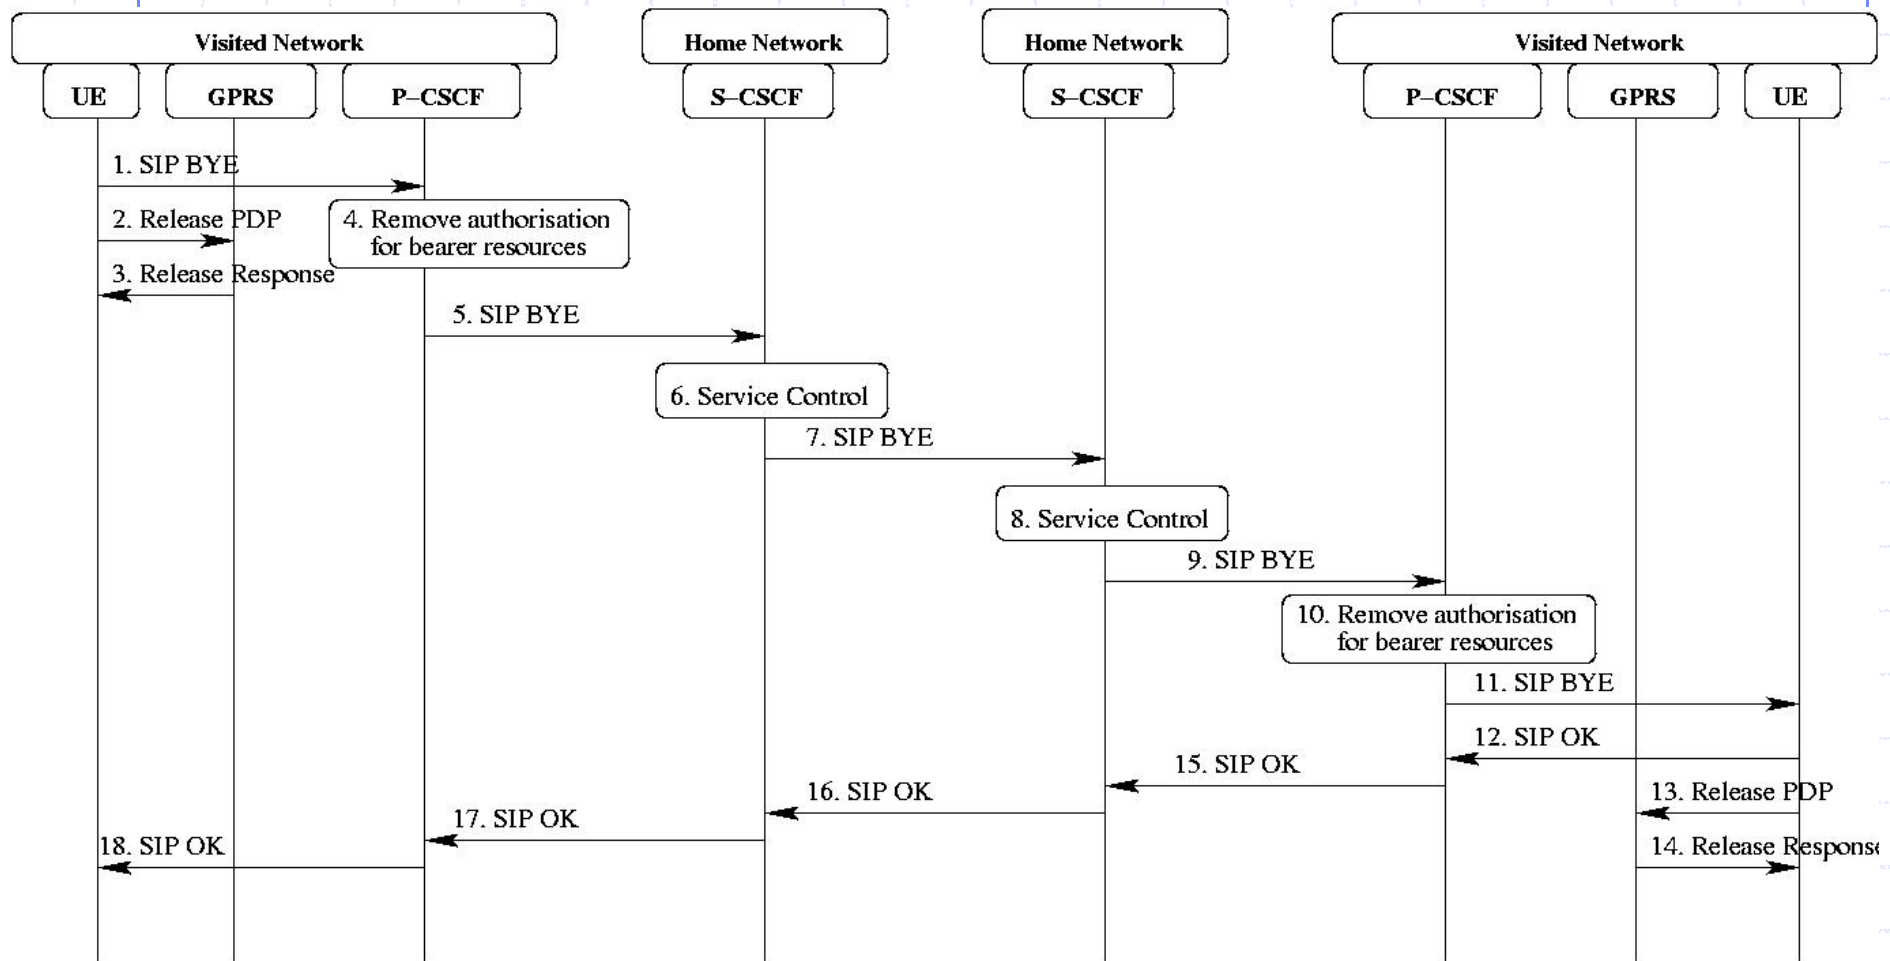 Visited Network
Home Network
Home Network
Visited Network
UE
GPRS
P–CSCF
S–CSCF
S–CSCF
P–CSCF
GPRS
UE
1. SIP BYE
2. Release PDP
4. Remove authorisation
for bearer resources
3. Release Response
5. SIP BYE
6. Service Control
7. SIP BYE
8. Service Control
9. SIP BYE
10. Remove authorisation
for bearer resources
11. SIP BYE
12. SIP OK
15. SIP OK
16. SIP OK
13. Release PDP
17. SIP OK
18. SIP OK
14. Release Response